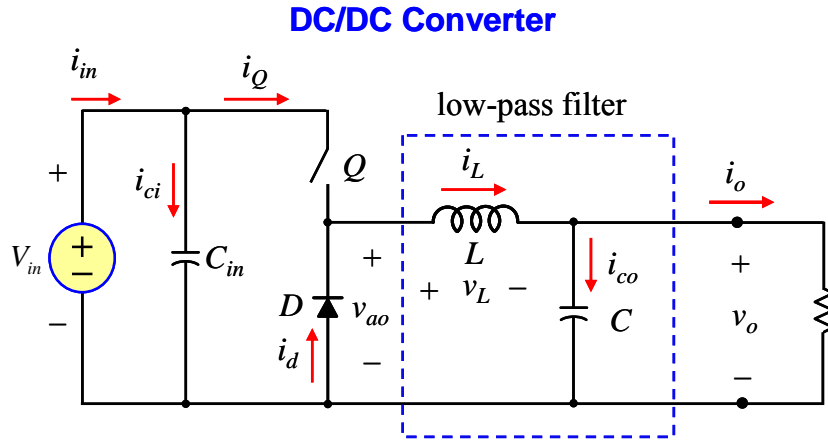 DC/DC Converter
i_in
i_Q
low-pass filter
i_ci
Q
i_L
i_o
+
V_in
+
−
C_in
+
L
i_co
+
+ v_L −
D
v_ao
C
v_o
−
i_d
−
−